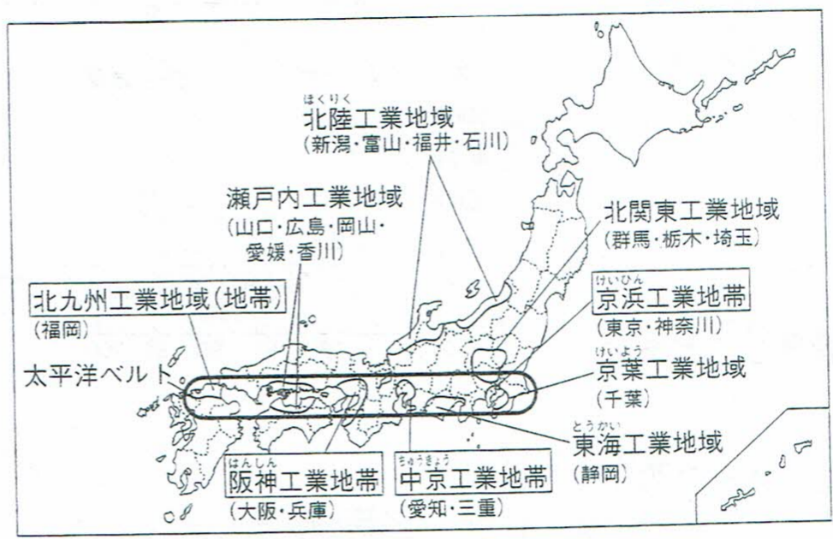 ほくりく
北陸工業地域
(新潟・富山・福井・石川)
瀬戸内工業地域
(山口・広島・岡山・
愛媛・香川)
北関東工業地域
(群馬・栃木・埼玉)
北九州工業地域(地帯)
(福岡)
けいひん
京浜工業地帯
(東京・神奈川)
太平洋ベルト
けいよう
京葉工業地域
(千葉)
とうかい
東海工業地域
(静岡)
はんしん
阪神工業地帯
(大阪・兵庫)
ちゅうきょう
中京工業地帯
(愛知・三重)